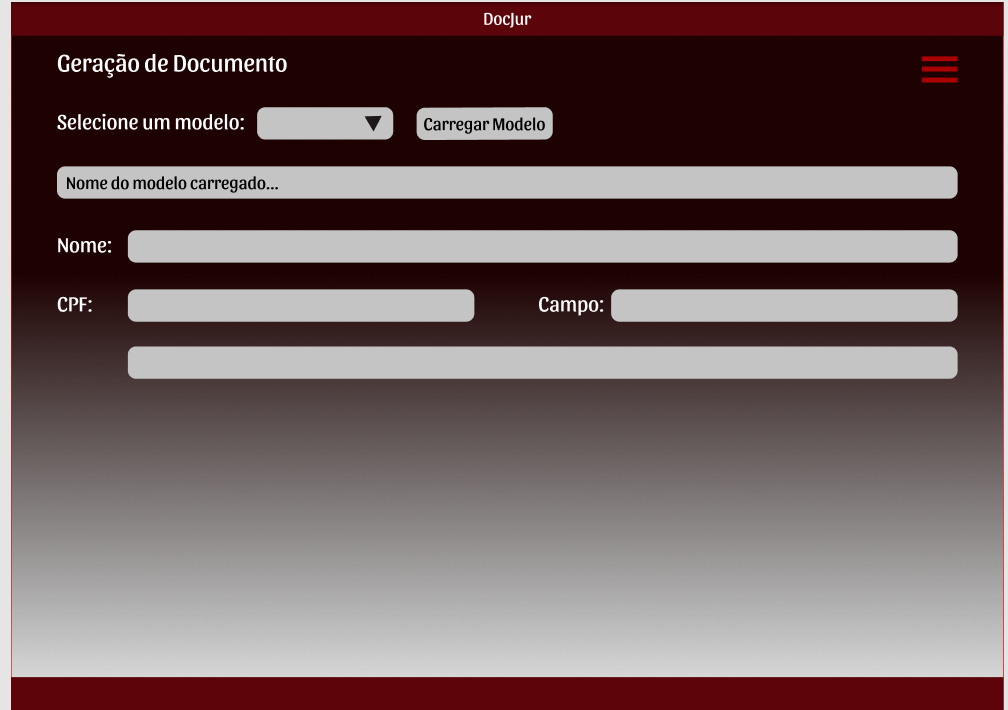 DocJur
Geração de Documento
Selecione um modelo: Carregar Modelo
Nome do modelo carregado...
Nome:
CPF: Campo: